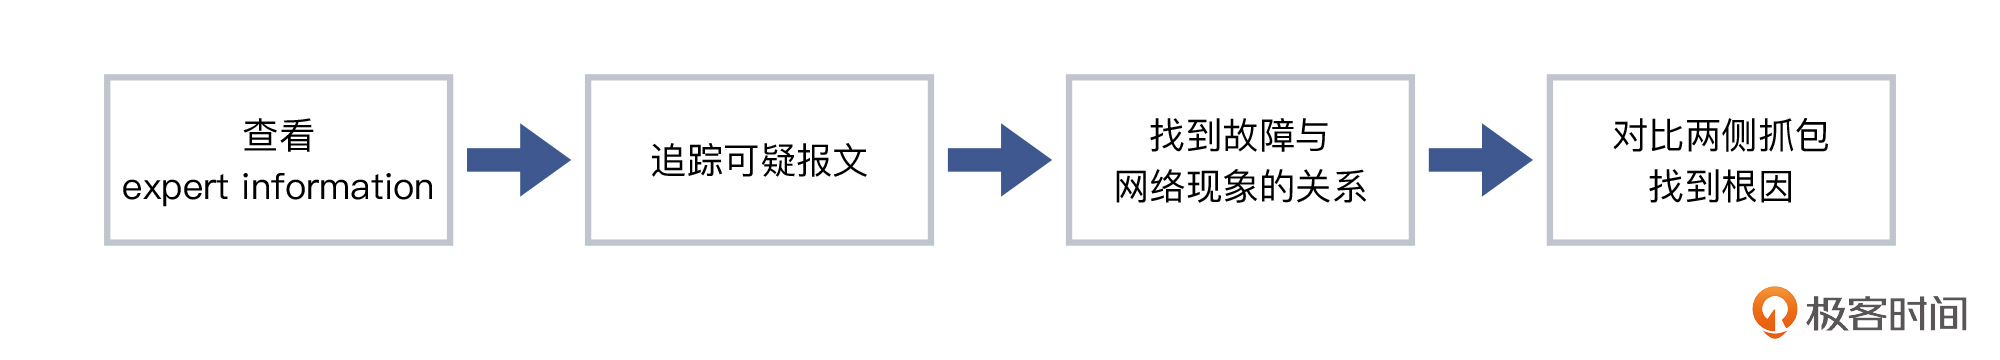 查看
expert information
追踪可疑报文
找到故障与
网络现象的关系
对比两侧抓包
找到根因
极客时间